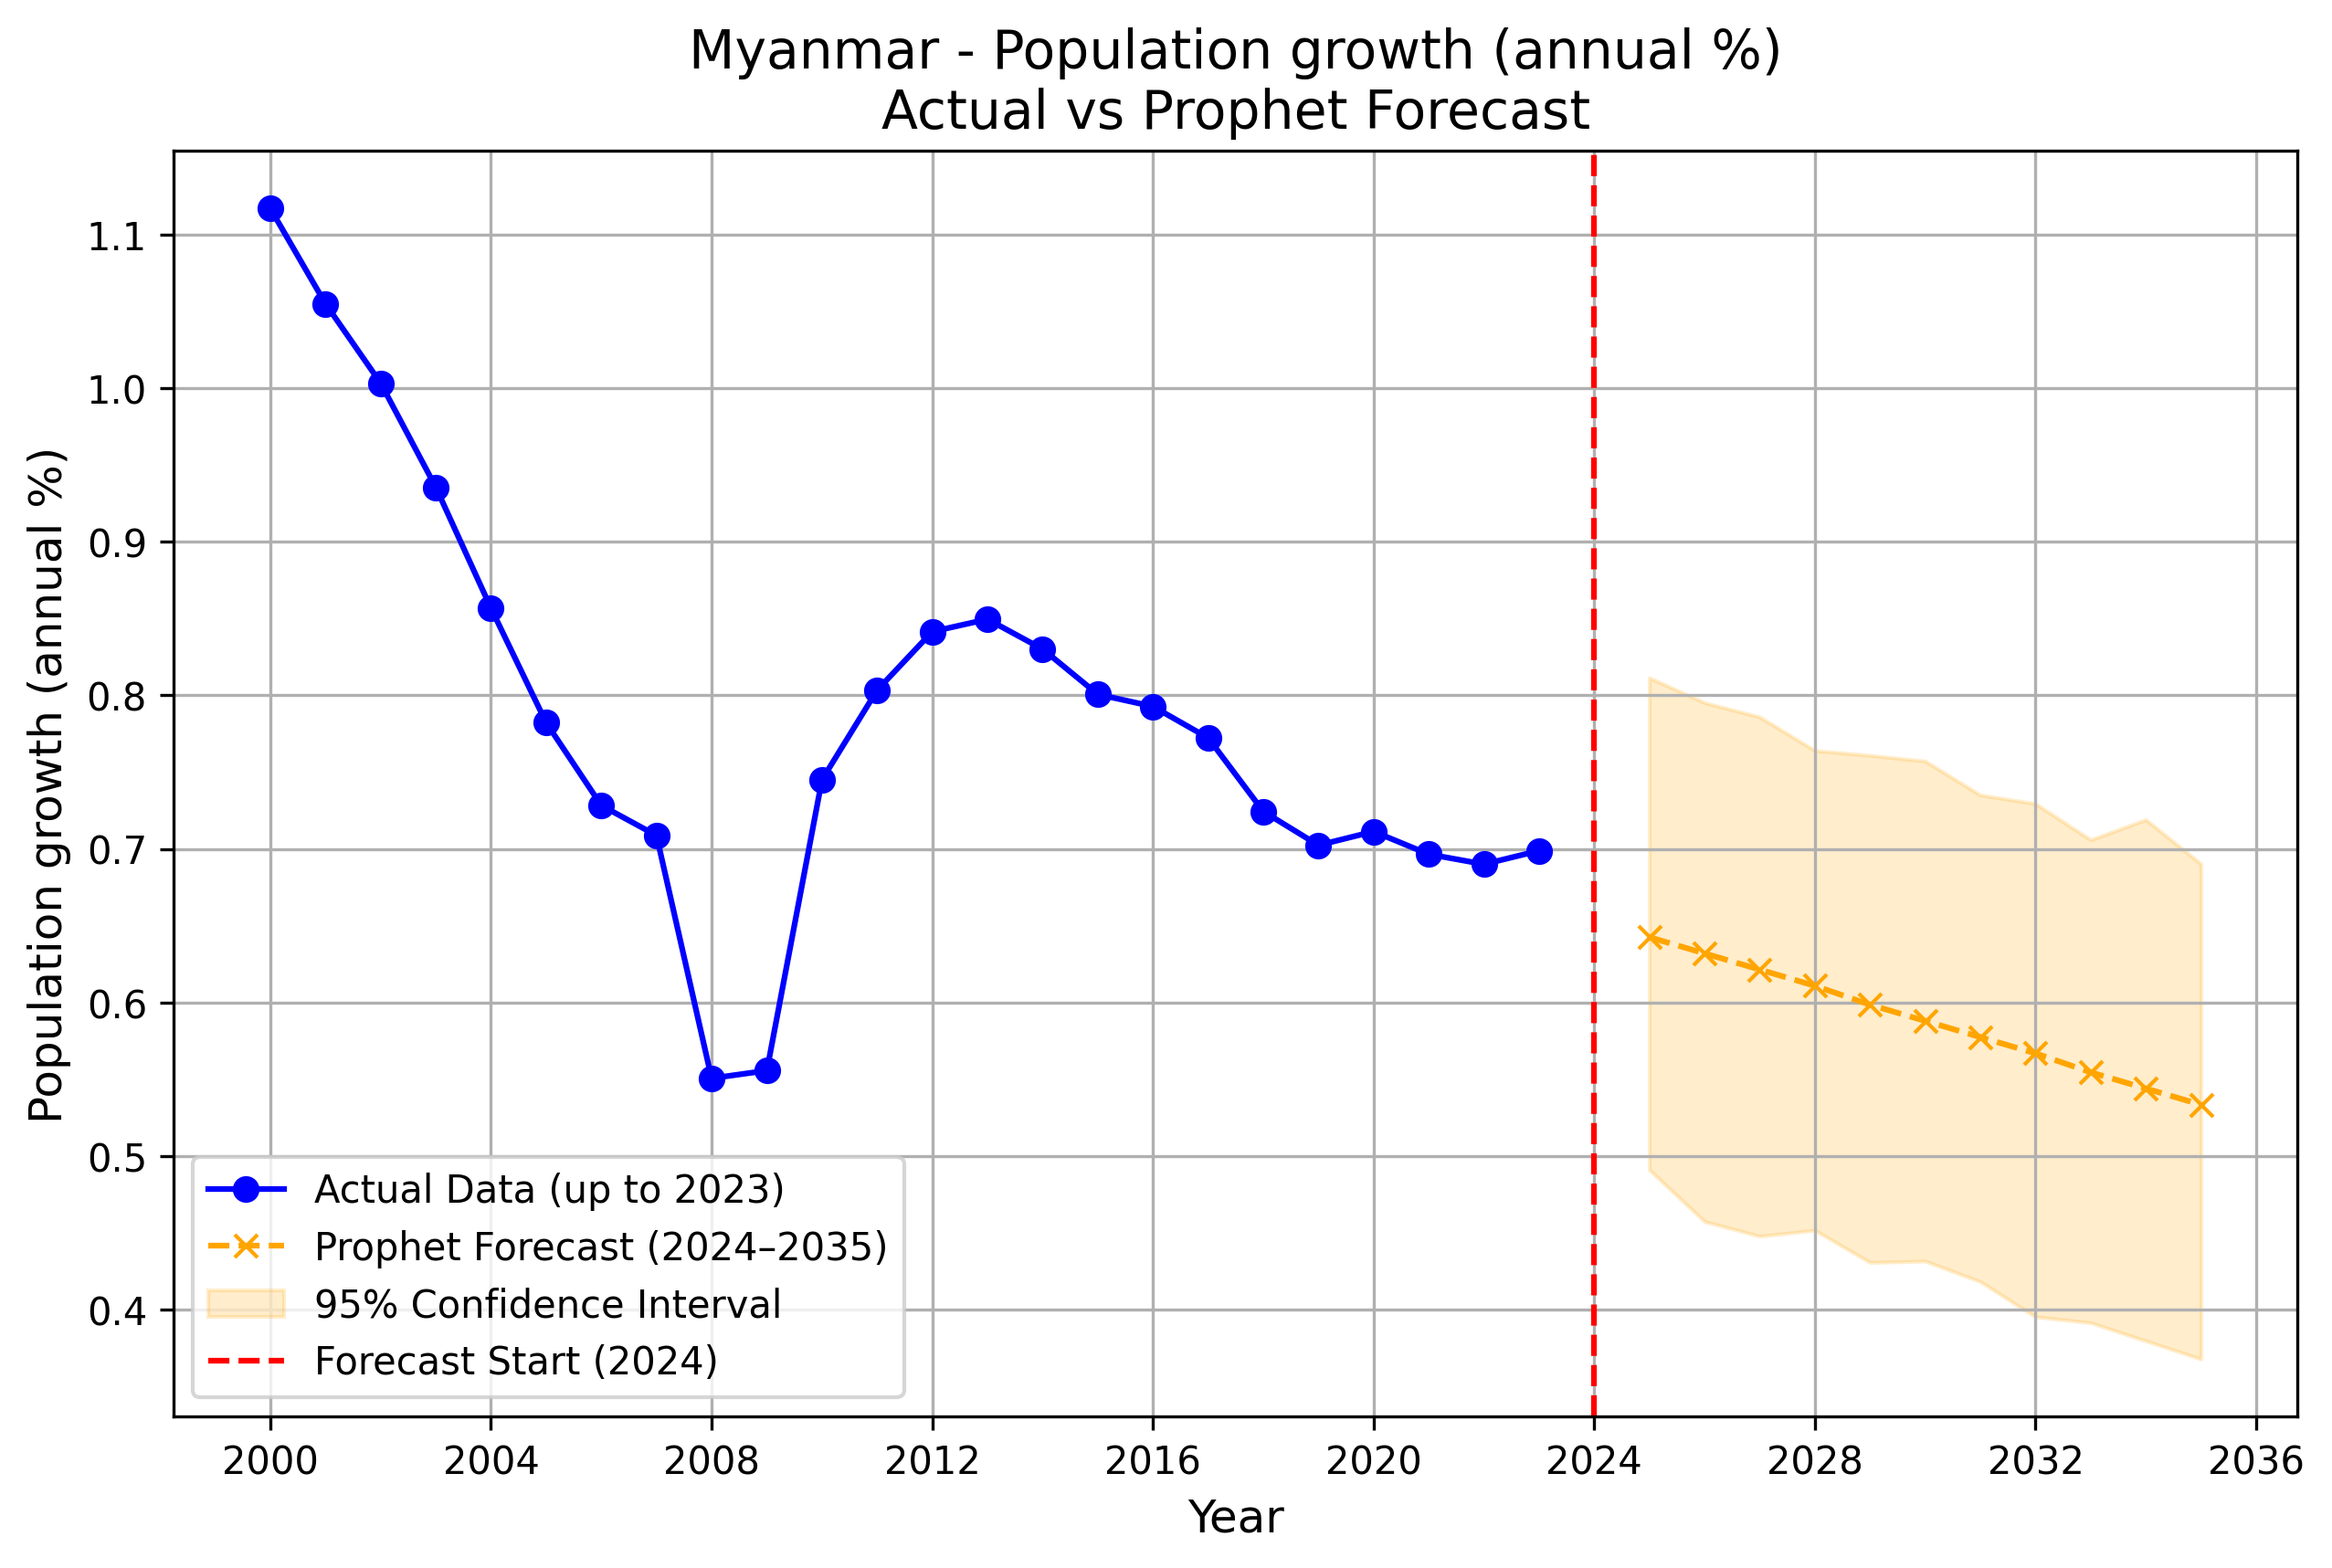 Myanmar - Population growth (annual %)
Actual vs Prophet Forecast
Population growth (annual %)
1.1
1.0
0.9
0.8
0.7
0.6
0.5
0.4
Actual Data (up to 2023)
Prophet Forecast (2024–2035)
95% Confidence Interval
Forecast Start (2024)
2000 2004 2008 2012 2016 2020 2024 2028 2032 2036
Year